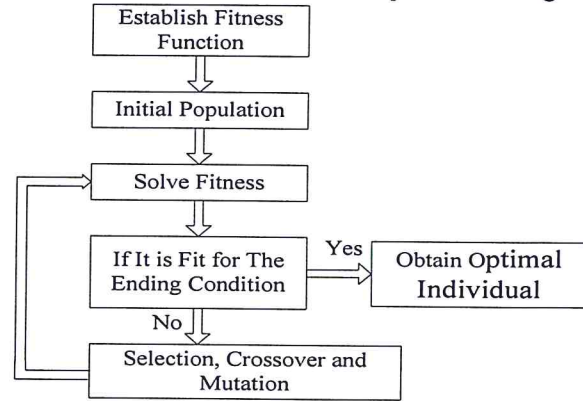 Establish Fitness
Function
Initial Population
Solve Fitness
If It is Fit for The
Ending Condition
Yes
Obtain Optimal
Individual
No
Selection, Crossover and
Mutation